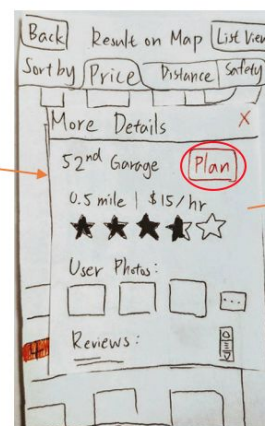 Back Result on Map List View
Sort by Price Distance Safety
More Details X
52nd Garage Plan
0.5 mile | $15/hr
User Photos:
...
Reviews: